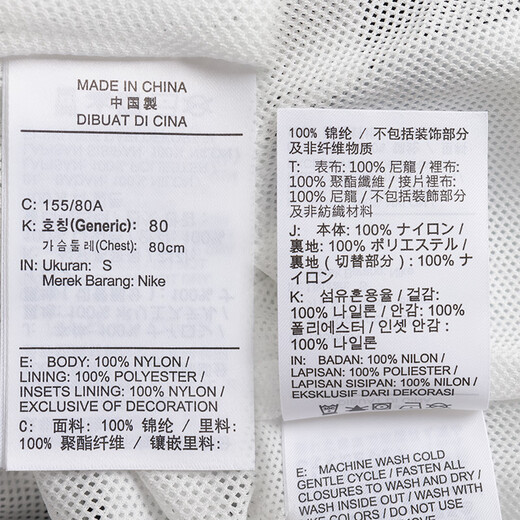 MADE IN CHINA
中国製
DIBUAT DI CINA
C: 155/80A
K: 호칭(Generic): 80
가슴둘레(Chest): 80cm
IN: Ukuran: S
Merek Barang: Nike
E: BODY: 100% NYLON /
LINING: 100% POLYESTER /
INSETS LINING: 100% NYLON /
EXCLUSIVE OF DECORATION
C: 面料: 100% 锦纶 / 里料:
100% 聚酯纤维 / 镶嵌里料:
100% 锦纶 / 不包括装饰部分
及非纤维物质
T: 表布: 100% 尼龍 / 裡布:
100% 聚酯纖維 / 接片裡布:
100% 尼龍 / 不包括裝飾部分
及非紡織材料
J: 本体: 100% ナイロン /
裏地: 100% ポリエステル /
裏地 (切替部分) : 100% ナ
イロン
K: 섬유혼용율 / 겉감:
100% 나일론 / 안감: 100%
폴리에스터 / 인셋 안감 :
100% 나일론
IN: BADAN: 100% NILON /
LAPISAN: 100% POLIESTER /
LAPISAN SISIPAN: 100% NILON /
EKSKLUSIF DARI DEKORASI
E: MACHINE WASH COLD
GENTLE CYCLE / FASTEN ALL
CLOSURES TO WASH AND DRY /
WASH INSIDE OUT / WASH WITH
LIKE COLORS / DO NOT USE